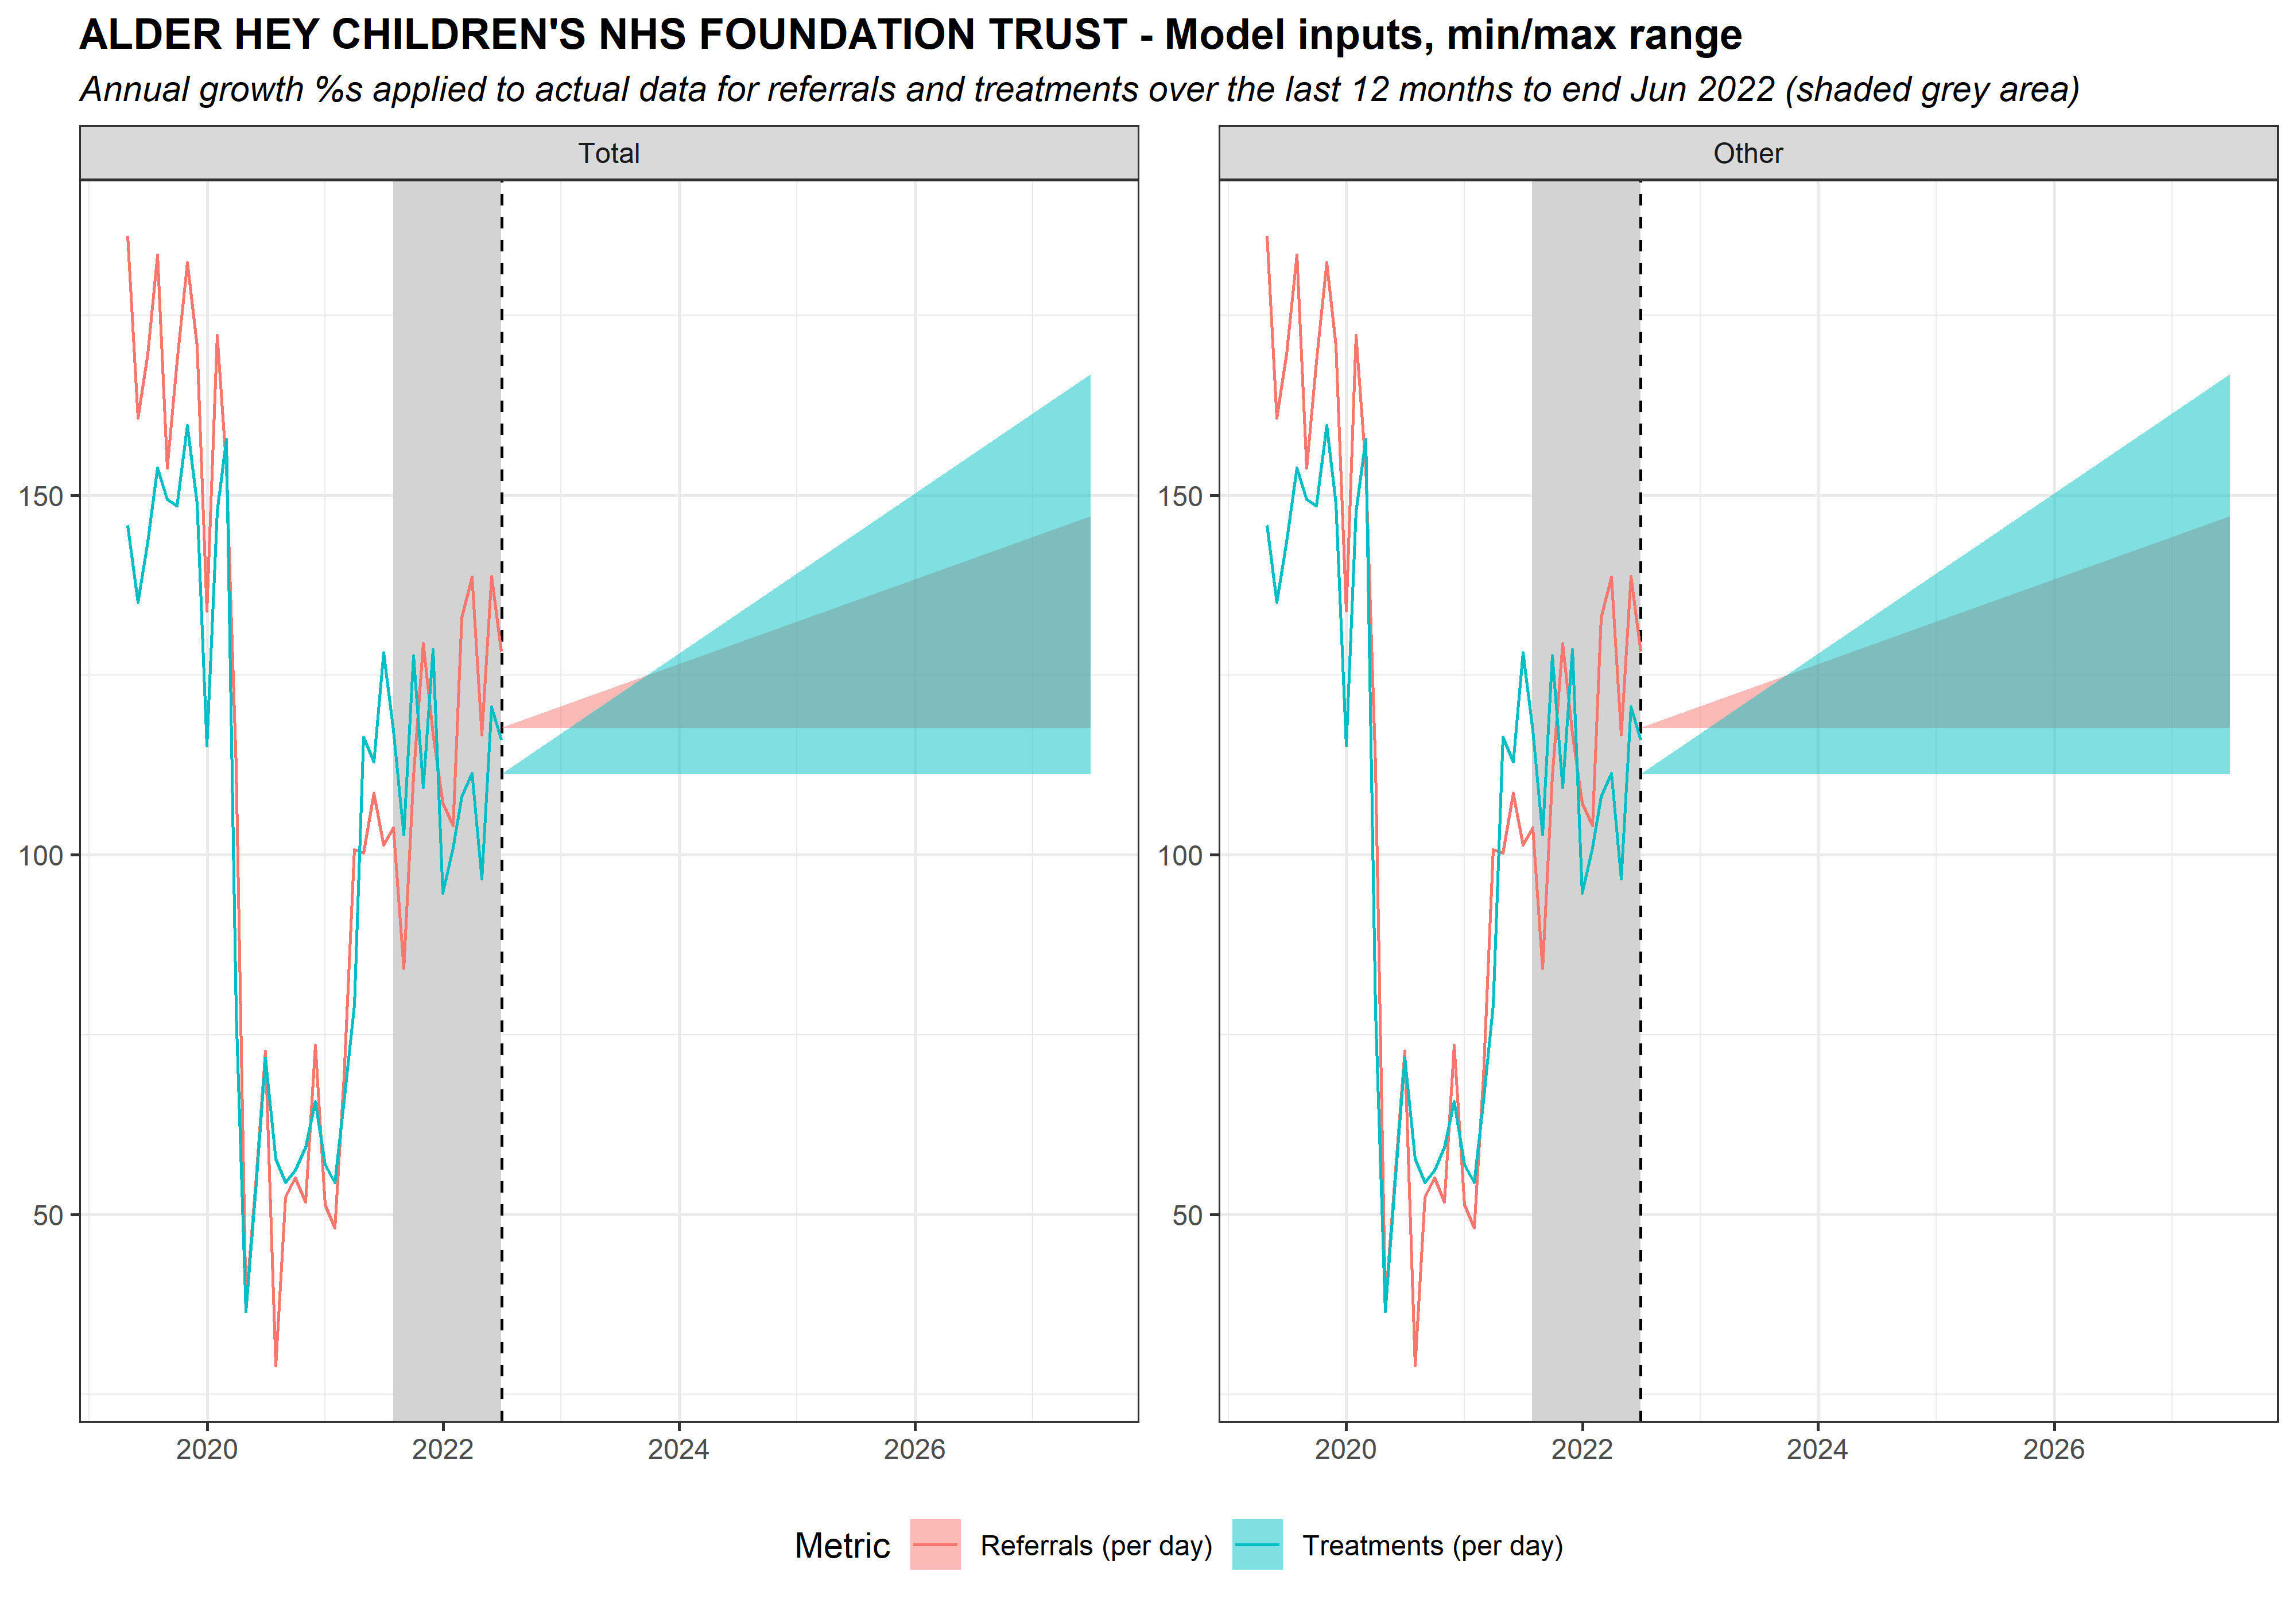 ALDER HEY CHILDREN'S NHS FOUNDATION TRUST - Model inputs, min/max range
Annual growth %s applied to actual data for referrals and treatments over the last 12 months to end Jun 2022 (shaded grey area)
Total
Other
150
100
50
150
100
50
2020 2022 2024 2026
2020 2022 2024 2026
Metric Referrals (per day) Treatments (per day)